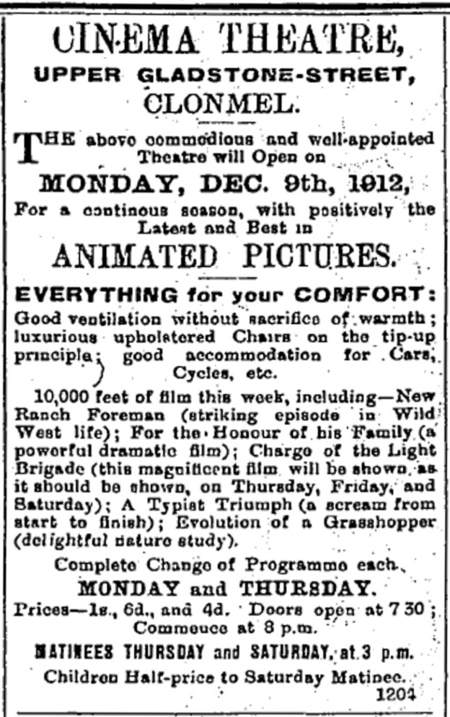 CINEMA THEATRE,
UPPER GLADSTONE-STREET,
CLONMEL.
THE above commodious and well-appointed
Theatre will Open on
MONDAY, DEC. 9th, 1912,
For a continous season, with positively the
Latest and Best in
ANIMATED PICTURES.
EVERYTHING for your COMFORT:
Good ventilation without sacrifice of warmth;
luxurious upholstered Chairs on the tip-up
principle; good accommodation for Cars,
Cycles, etc.
10,000 feet of film this week, including—New
Ranch Foreman (striking episode in Wild
West life); For the Honour of his Family (a
powerful dramatic film); Charge of the Light
Brigade (this magnificent film will be shown, as
it should be shown, on Thursday, Friday, and
Saturday); A Typist Triumph (a scream from
start to finish); Evolution of a Grasshopper
(delightful nature study).
Complete Change of Programme each
MONDAY and THURSDAY.
Prices—1s., 6d., and 4d. Doors open at 7 30;
Commence at 8 p.m.
MATINEES THURSDAY and SATURDAY, at 3 p.m.
Children Half-price to Saturday Matinee.
1204